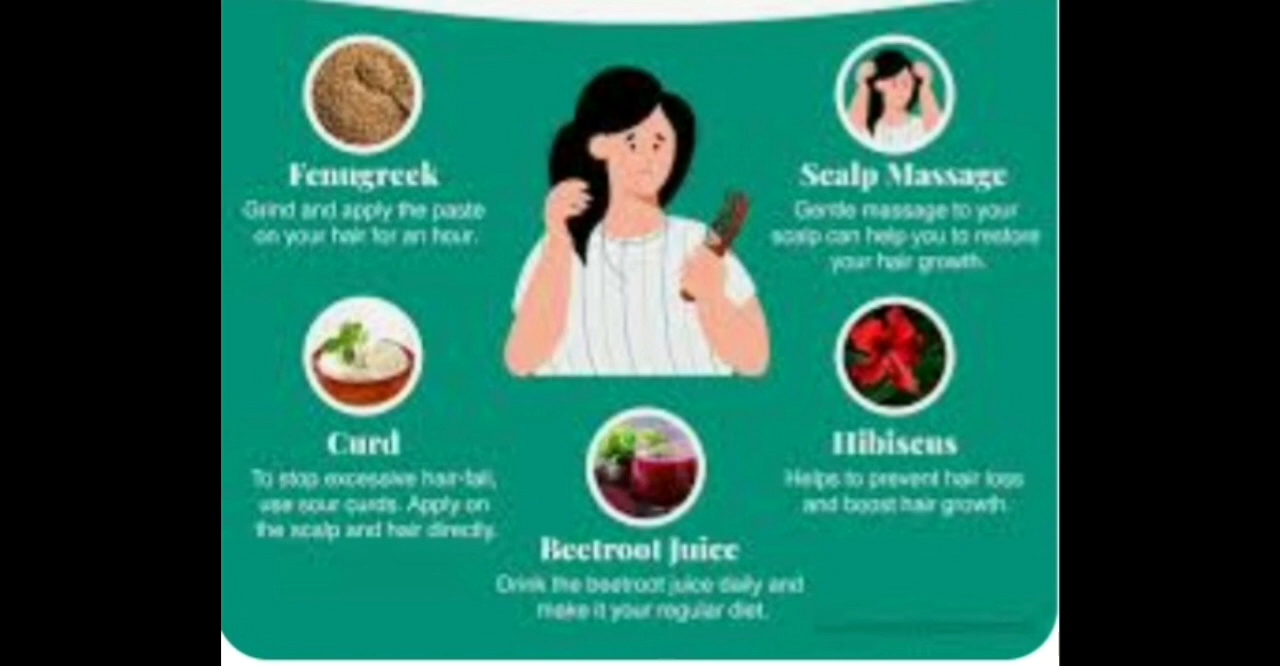 Fenugreek
Grind and apply the paste
on your hair for an hour.
Scalp Massage
Gentle massage to your
scalp can help you to restore
your hair growth.
Curd
To stop excessive hair-fall,
use sour curds. Apply on
the scalp and hair directly.
Hibiscus
Helps to prevent hair loss
and boost hair growth.
Beetroot Juice
Drink the beetroot juice daily and
make it your regular diet.